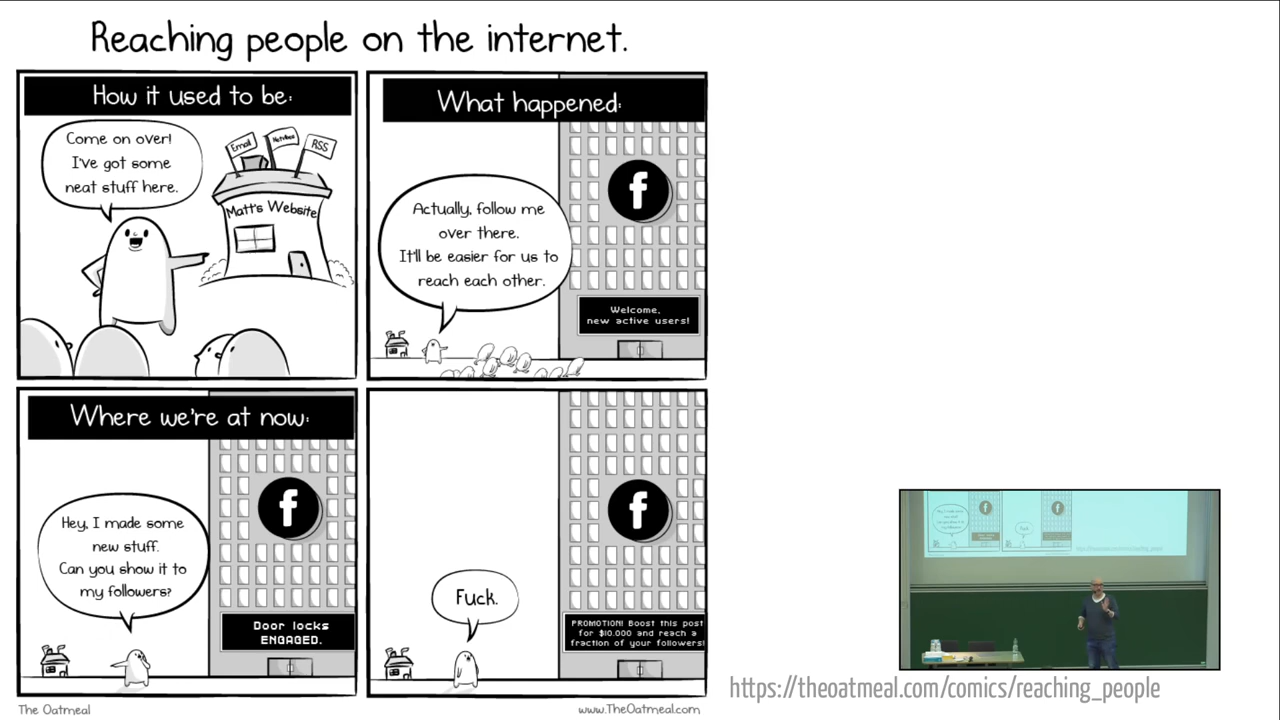 Reaching people on the internet.
How it used to be:
Come on over!
I've got some
neat stuff here.
Email
Netvibes
RSS
Matt's Website
What happened:
f
Actually, follow me
over there.
It'll be easier for us to
reach each other.
Welcome,
new active users!
Where we're at now:
f
Hey, I made some
new stuff.
Can you show it to
my followers?
Door locks
ENGAGED.
f
Fuck.
PROMOTION! Boost this post
for $10,000 and reach a
fraction of your followers!
The Oatmeal
www.TheOatmeal.com
https://theoatmeal.com/comics/reaching_people